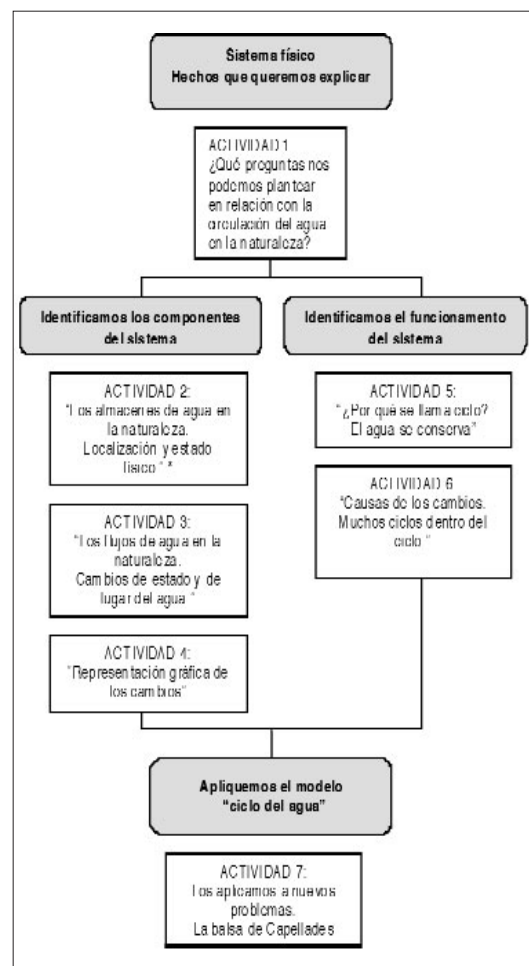 Sistema físico
Hechos que queremos explicar
ACTIVIDAD 1
¿Qué preguntas nos
podemos plantear
en relación con la
circulación del agua
en la naturaleza?
Identificamos los componentes
del sistema
Identificamos el funcionamento
del sistema
ACTIVIDAD 2:
"Los almacenes de agua en
la naturaleza.
Localización y estado
físico" *
ACTIVIDAD 3:
"Los flujos de agua en la
naturaleza.
Cambios de estado y de
lugar del agua"
ACTIVIDAD 4:
"Representación gráfica de
los cambios"
ACTIVIDAD 5:
"¿Por qué se llama ciclo?
El agua se conserva"
ACTIVIDAD 6
"Causas de los cambios.
Muchos ciclos dentro del
ciclo"
Apliquemos el modelo
"ciclo del agua"
ACTIVIDAD 7:
Los aplicamos a nuevos
problemas.
La balsa de Capellades